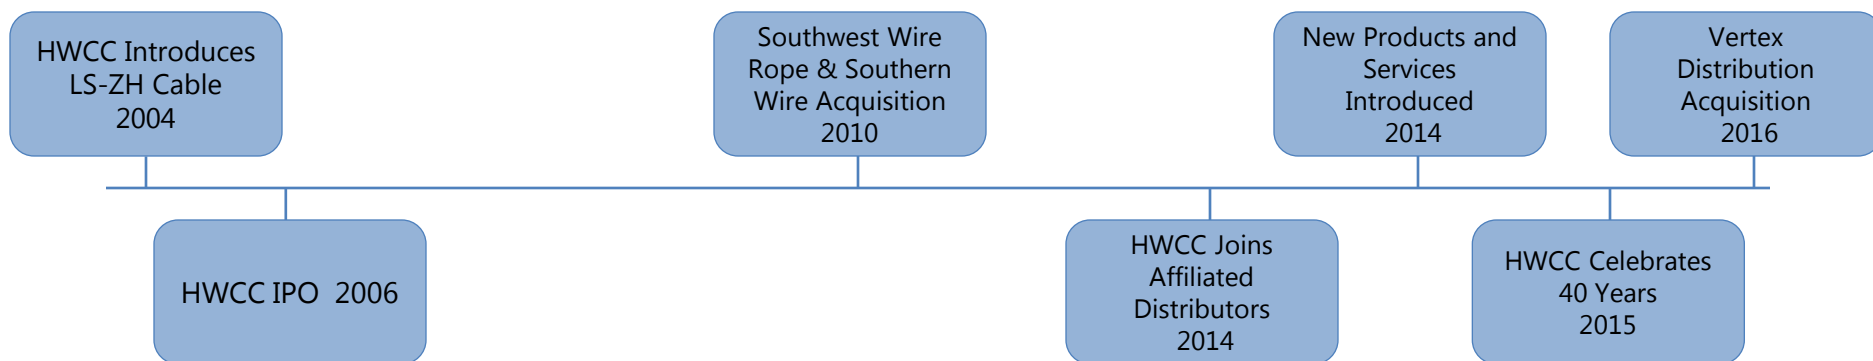 HWCC Introduces
LS-ZH Cable
2004
Southwest Wire
Rope & Southern
Wire Acquisition
2010
New Products and
Services
Introduced
2014
Vertex
Distribution
Acquisition
2016
HWCC IPO  2006
HWCC Joins
Affiliated
Distributors
2014
HWCC Celebrates
40 Years
2015